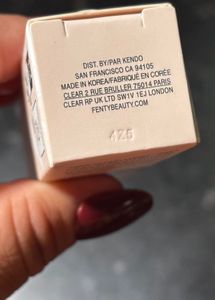 DIST. BY/PAR KENDO
SAN FRANCISCO CA 94105
MADE IN KOREA/FABRIQUÉ EN CORÉE
CLEAR 2 RUE BRULLER 75014 PARIS
CLEAR RP UK LTD SW1V 1EJ LONDON
FENTYBEAUTY.COM